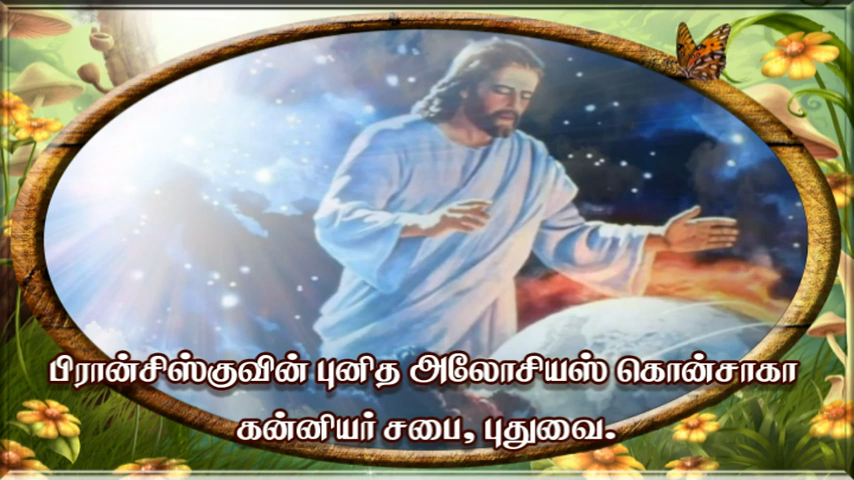 பிரான்சிஸ்குவின் புனித அலோசியஸ் கொன்சாகா
கன்னியர் சபை, புதுவை.